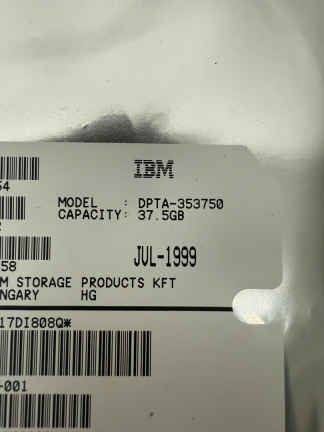 IBM
54
MODEL : DPTA-353750
CAPACITY: 37.5GB
58
JUL-1999
M STORAGE PRODUCTS KFT
NGARY HG
17DI808Q*
-001